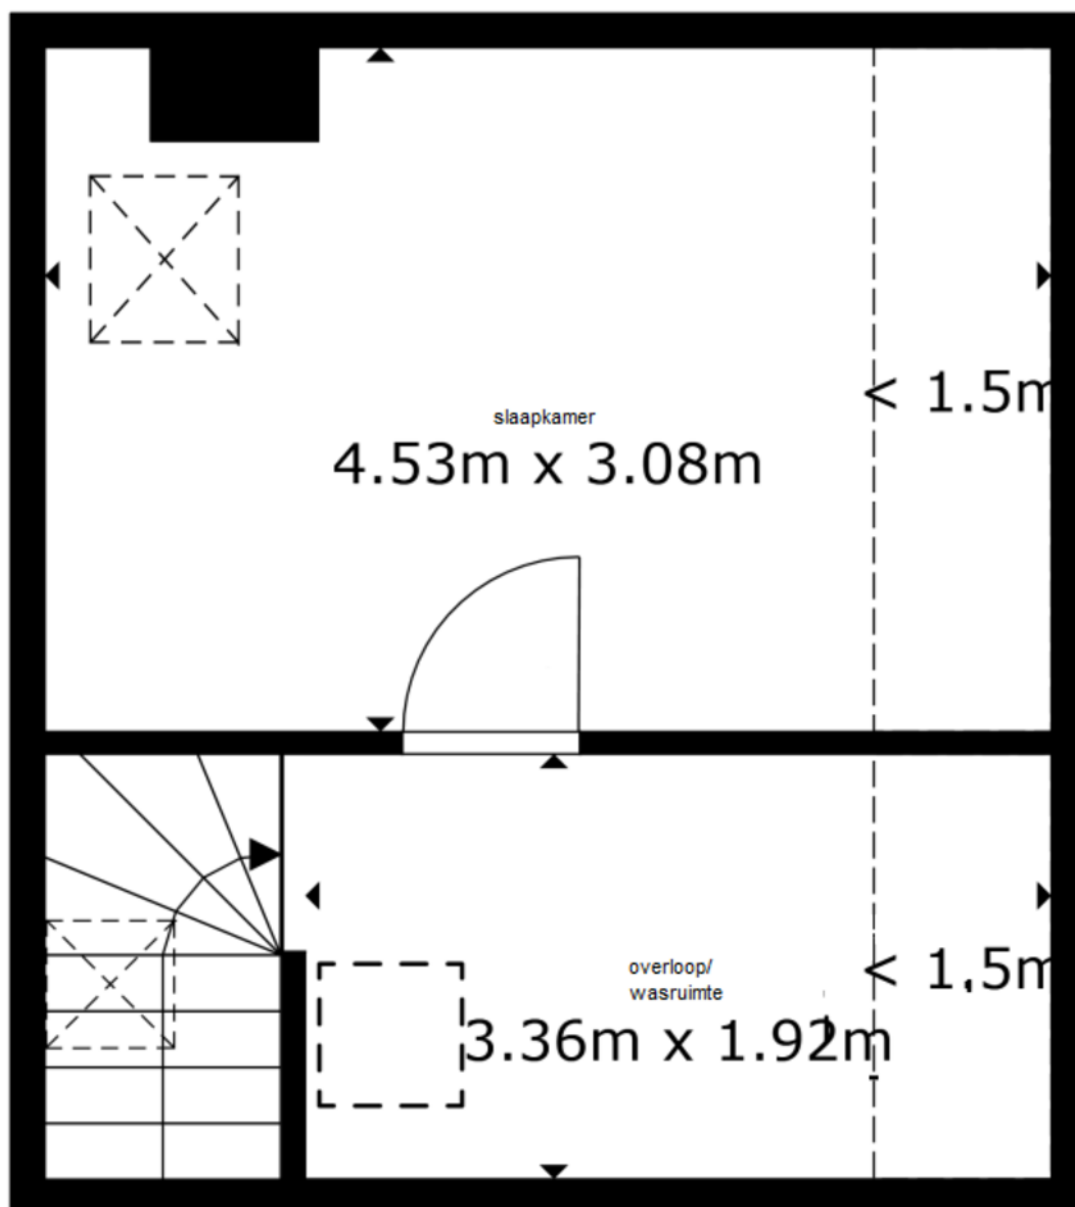 < 1.5m
slaapkamer
4.53m x 3.08m
overloop/
wasruimte
< 1.5m
3.36m x 1.92m